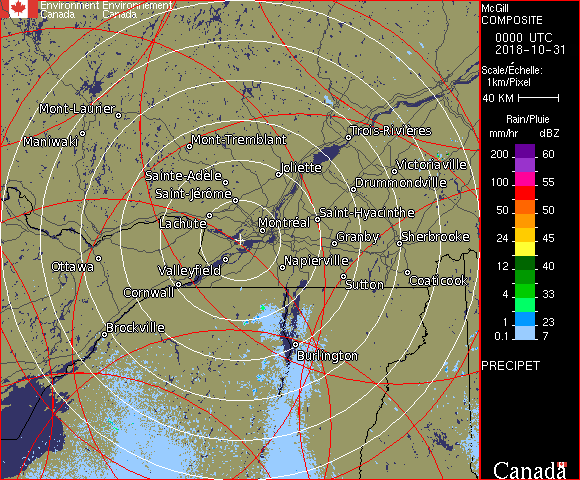 Environment Environnement
Canada Canada
McGill
COMPOSITE
0000 UTC
2018-10-31
Scale/Échelle:
1km/Pixel
40 KM
Rain/Pluie
mm/hr dBZ
200 60
55
100 55
50 50
24 45
12 40
4 33
1 23
0.1 7
PRECIPET
Mont-Laurier
Maniwaki
Mont-Tremblant
Trois-Rivières
Sainte-Adèle
Joliette
Victoriaville
Saint-Jérôme
Drummondville
Lachute
Montréal
Saint-Hyacinthe
Granby
Sherbrooke
Ottawa
Valleyfield
Napierville
Cornwall
Sutton
Coaticook
Brockville
Burlington
Canada